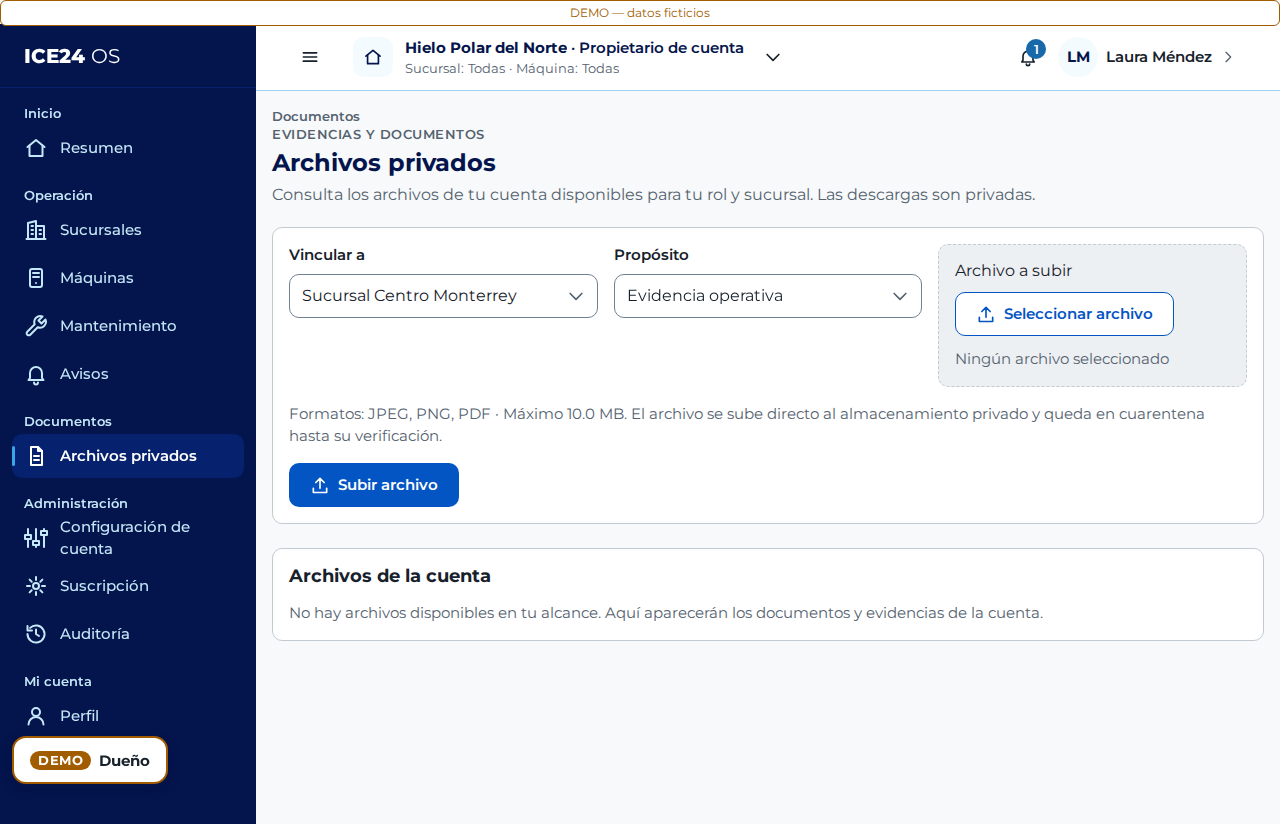 DEMO — datos ficticios
ICE24 OS
Inicio
Resumen
Operación
Sucursales
Máquinas
Mantenimiento
Avisos
Documentos
Archivos privados
Administración
Configuración de
cuenta
Suscripción
Auditoría
Mi cuenta
Perfil
DEMO Dueño
Hielo Polar del Norte · Propietario de cuenta
Sucursal: Todas · Máquina: Todas
1
LM Laura Méndez
Documentos
EVIDENCIAS Y DOCUMENTOS
Archivos privados
Consulta los archivos de tu cuenta disponibles para tu rol y sucursal. Las descargas son privadas.
Vincular a
Sucursal Centro Monterrey
Propósito
Evidencia operativa
Archivo a subir
Seleccionar archivo
Ningún archivo seleccionado
Formatos: JPEG, PNG, PDF · Máximo 10.0 MB. El archivo se sube directo al almacenamiento privado y queda en cuarentena
hasta su verificación.
Subir archivo
Archivos de la cuenta
No hay archivos disponibles en tu alcance. Aquí aparecerán los documentos y evidencias de la cuenta.